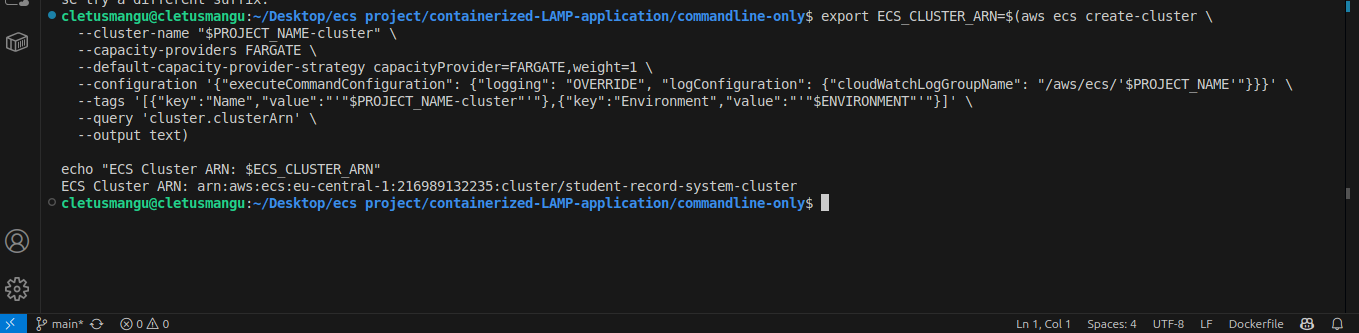 se try a different suffix.
cletusmangu@cletusmangu:~/Desktop/ecs project/containerized-LAMP-application/commandline-only$ export ECS_CLUSTER_ARN=$(aws ecs create-cluster \
  --cluster-name "$PROJECT_NAME-cluster" \
  --capacity-providers FARGATE \
  --default-capacity-provider-strategy capacityProvider=FARGATE,weight=1 \
  --configuration '{"executeCommandConfiguration": {"logging": "OVERRIDE", "logConfiguration": {"cloudWatchLogGroupName": "/aws/ecs/'$PROJECT_NAME'"}}}' \
  --tags '[{"key":"Name","value":"'"$PROJECT_NAME-cluster"'"},{"key":"Environment","value":"'"$ENVIRONMENT"'"}]' \
  --query 'cluster.clusterArn' \
  --output text)
echo "ECS Cluster ARN: $ECS_CLUSTER_ARN"
ECS Cluster ARN: arn:aws:ecs:eu-central-1:216989132235:cluster/student-record-system-cluster
cletusmangu@cletusmangu:~/Desktop/ecs project/containerized-LAMP-application/commandline-only$
main* 0 0 Ln 1, Col 1 Spaces: 4 UTF-8 LF Dockerfile